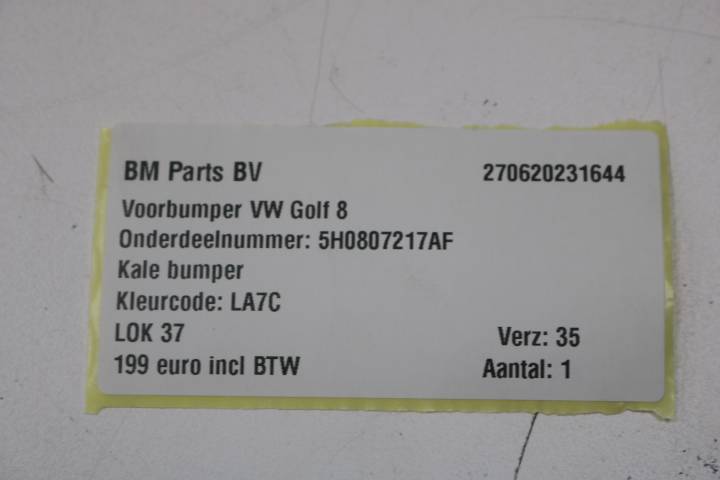 BM Parts BV 270620231644
Voorbumper VW Golf 8
Onderdeelnummer: 5H0807217AF
Kale bumper
Kleurcode: LA7C
LOK 37 Verz: 35
199 euro incl BTW Aantal: 1